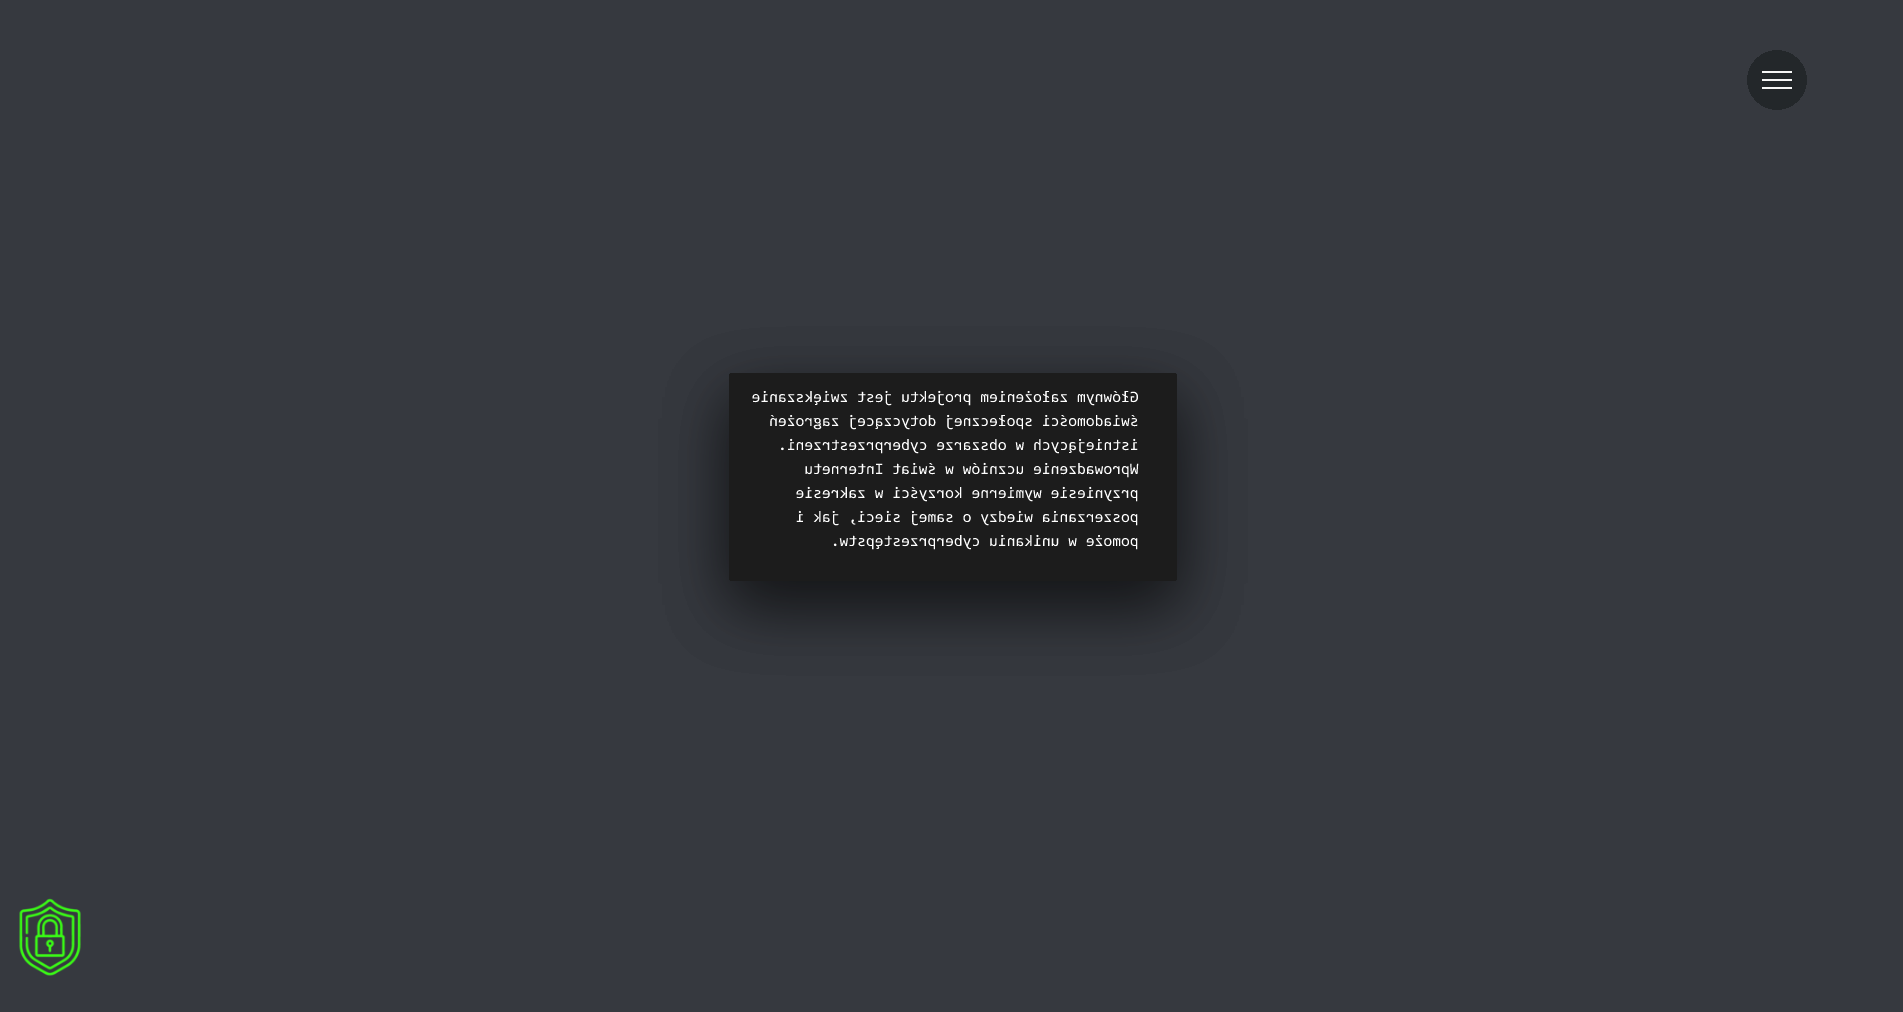 Głównym założeniem projektu jest zwiększanie
świadomości społecznej dotyczącej zagrożeń
istniejących w obszarze cyberprzestrzeni.
Wprowadzenie uczniów w świat Internetu
przyniesie wymierne korzyści w zakresie
poszerzania wiedzy o samej sieci, jak i
pomoże w unikaniu cyberprzestępstw.